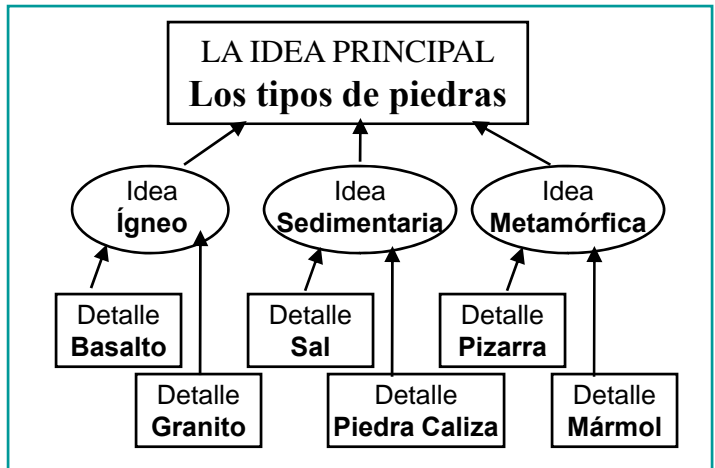 LA IDEA PRINCIPAL
Los tipos de piedras
Idea
Ígneo
Idea
Sedimentaria
Idea
Metamórfica
Detalle
Basalto
Detalle
Sal
Detalle
Pizarra
Detalle
Granito
Detalle
Piedra Caliza
Detalle
Mármol